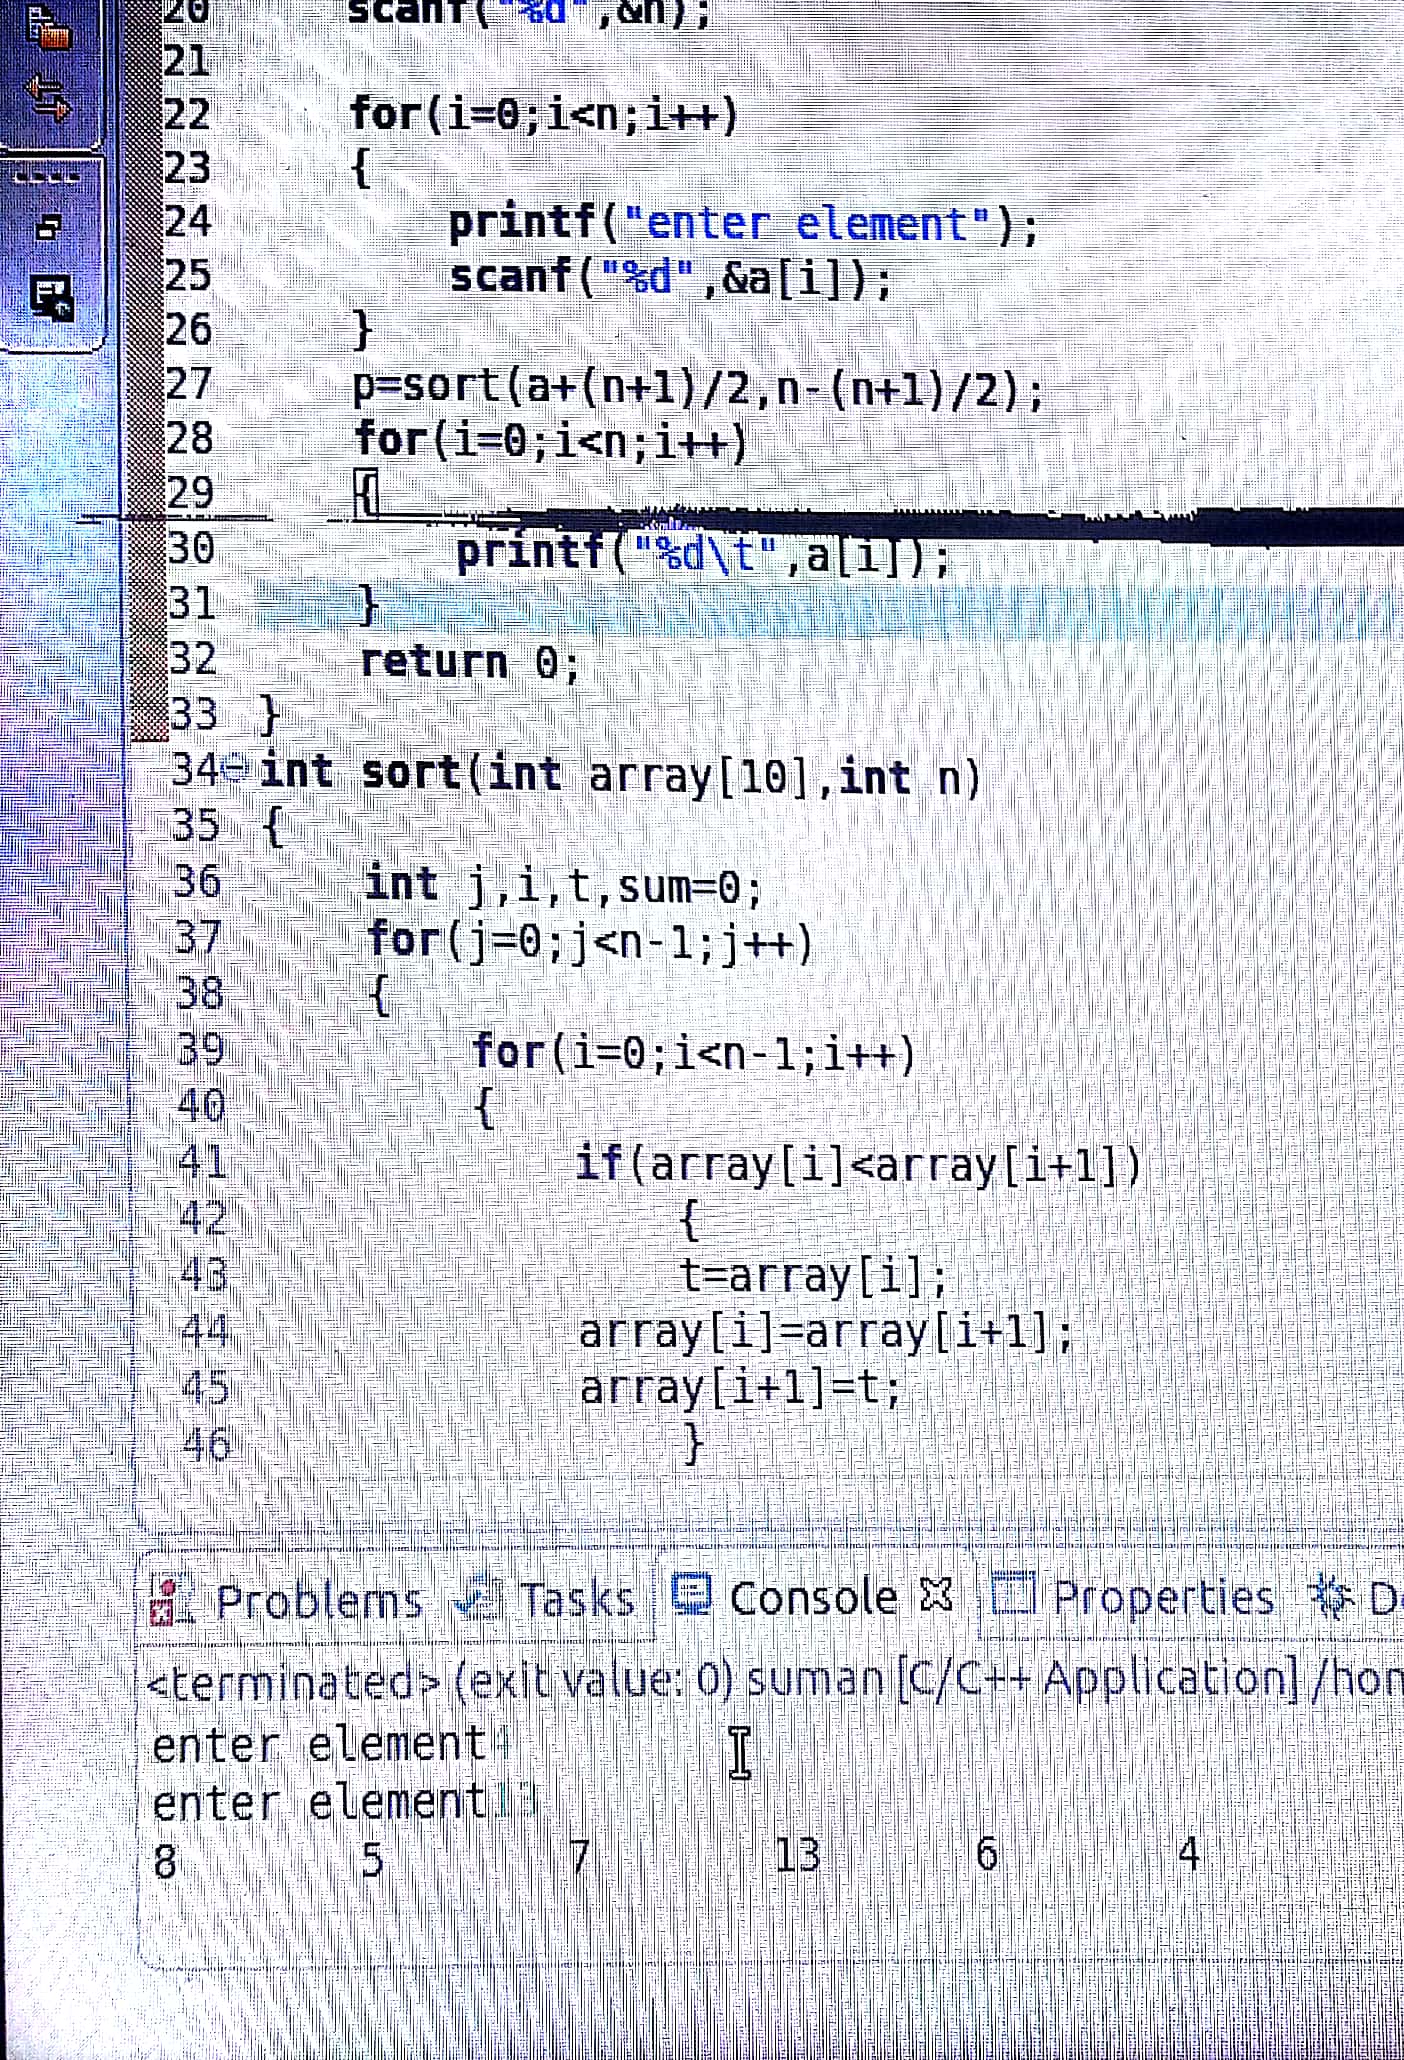 20 scanf("%d",&n);
21
22 for(i=0;i<n;i++)
23 {
24 printf("enter element");
25 scanf("%d",&a[i]);
26 }
27 p=sort(a+(n+1)/2,n-(n+1)/2);
28 for(i=0;i<n;i++)
29 {
30 printf("%d\t",a[i]);
31 }
32 return 0;
33 }
34 int sort(int array[10],int n)
35 {
36 int j,i,t,sum=0;
37 for(j=0;j<n-1;j++)
38 {
39 for(i=0;i<n-1;i++)
40 {
41 if(array[i]<array[i+1])
42 {
43 t=array[i];
44 array[i]=array[i+1];
45 array[i+1]=t;
46 }
Problems Tasks Console Properties
<terminated> (exit value: 0) suman [C/C++ Application] /hom
enter element
enter element13
8 5 7 13 6 4